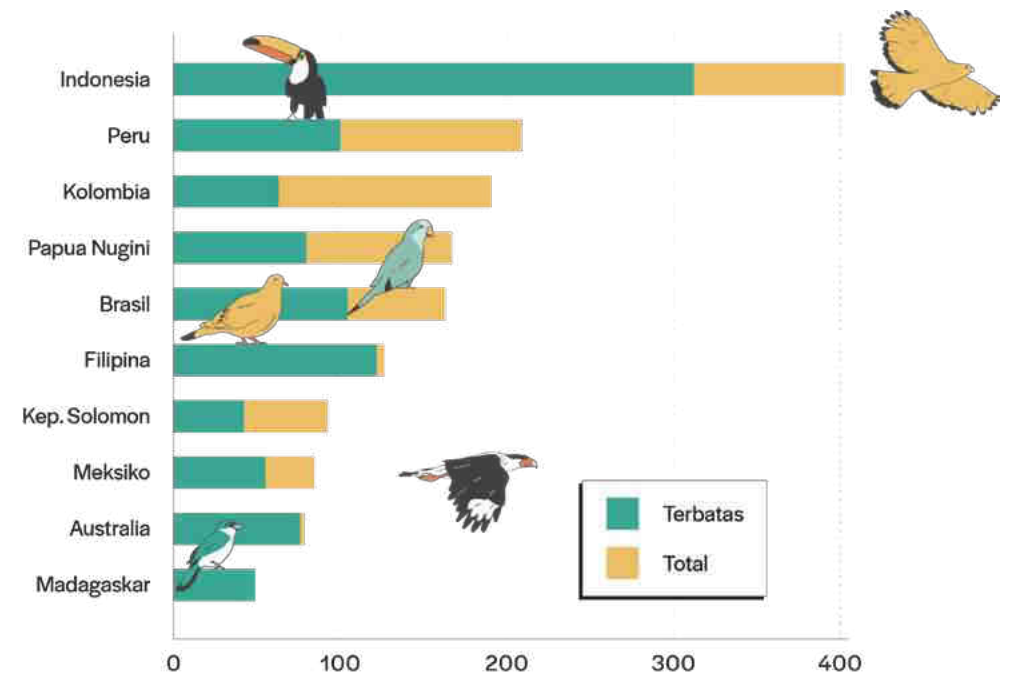 Indonesia
Peru
Kolombia
Papua Nugini
Brasil
Filipina
Kep. Solomon
Meksiko
Australia
Madagaskar
Terbatas
Total
0 100 200 300 400